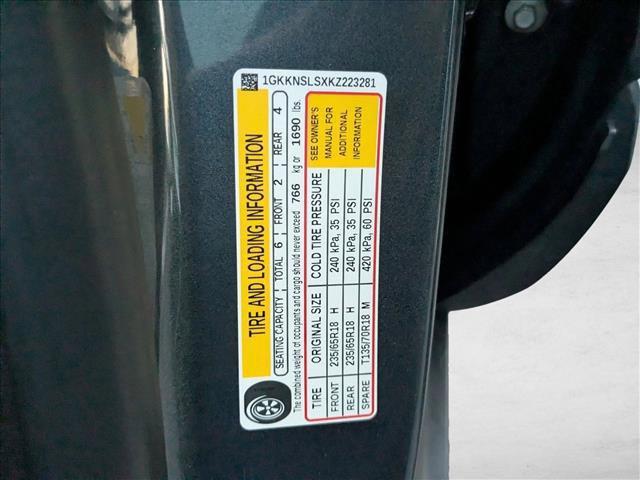 1GKKNSLSXKZ223281
TIRE AND LOADING INFORMATION
SEATING CAPACITY TOTAL 6 FRONT 2 REAR 4
The combined weight of occupants and cargo should never exceed 766 kg or 1690 lbs.
TIRE ORIGINAL SIZE COLD TIRE PRESSURE
FRONT 235/65R18 H 240 kPa, 35 PSI
REAR 235/65R18 H 240 kPa, 35 PSI
SPARE T135/70R18 M 420 kPa, 60 PSI
SEE OWNER'S
MANUAL FOR
ADDITIONAL
INFORMATION